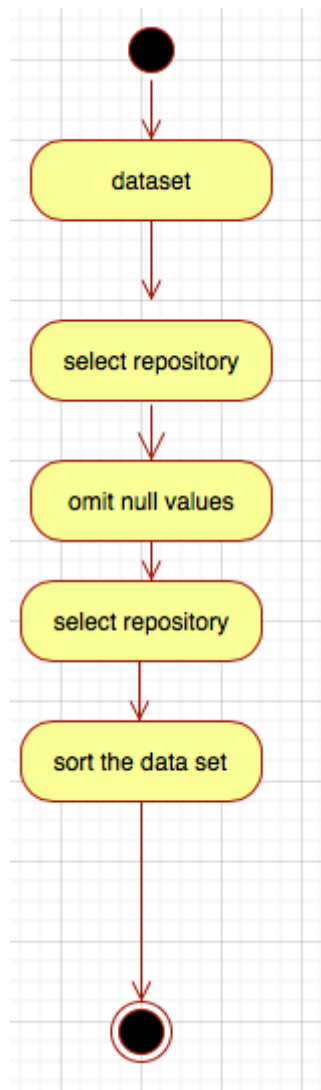 dataset
select repository
omit null values
select repository
sort the data set